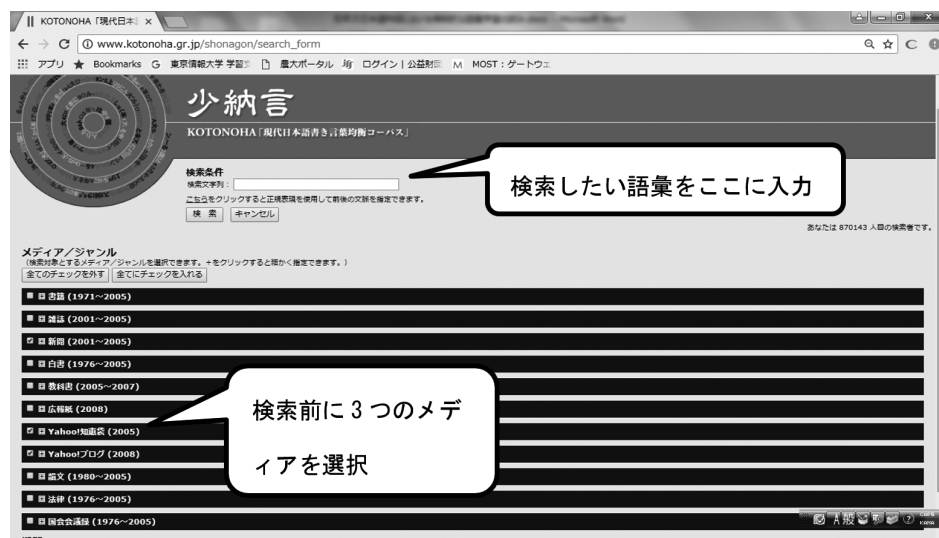 KOTONOHA「現代日本
www.kotonoha.gr.jp/shonagon/search_form
アプリ ★ Bookmarks G 東京情報大学 学習 農大ポータル ログイン | 公益財団 M MOST:ゲートウェ
少納言
KOTONOHA「現代日本語書き言葉均衡コーパス」
検索条件
検索文字列:
こちらをクリックすると正規表現を使用して前後の文脈を指定できます。
検 索 キャンセル
検索したい語彙をここに入力
あなたは 870143 人目の検索者です。
メディア/ジャンル
(検索対象とするメディア/ジャンルを選択できます。+をクリックすると細かく指定できます。)
全てのチェックを外す 全てにチェックを入れる
書籍 (1971~2005)
雑誌 (2001~2005)
新聞 (2001~2005)
白書 (1976~2005)
教科書 (2005~2007)
広報紙 (2008)
Yahoo!知恵袋 (2005)
Yahoo!ブログ (2008)
韻文 (1980~2005)
法律 (1976~2005)
国会会議録 (1976~2005)
検索前に3つのメデ
ィアを選択
A 般
CAPS
KANA